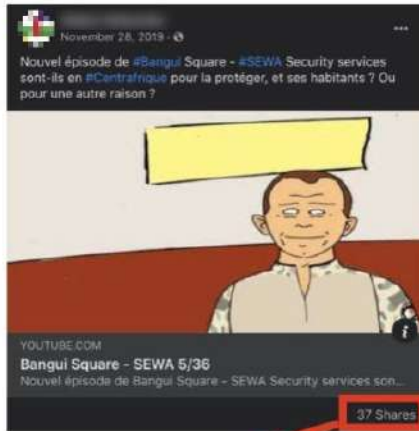 November 28, 2019 ·
Nouvel épisode de #Bangui Square - #SEWA Security services
sont-ils en #Centrafrique pour la protéger, et ses habitants ? Ou
pour une autre raison ?
YOUTUBE.COM
Bangui Square - SEWA 5/36
Nouvel épisode de Bangui Square - SEWA Security services son...
37 Shares